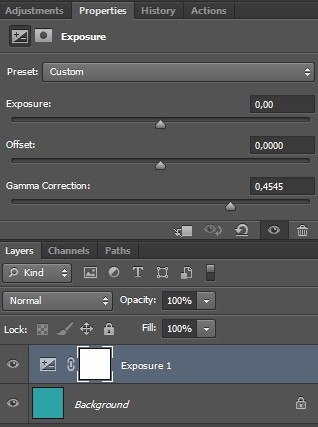 Adjustments Properties History Actions
Exposure
Preset: Custom
Exposure: 0,00
Offset: 0,0000
Gamma Correction: 0,4545
Layers Channels Paths
Kind T
Normal Opacity: 100%
Lock: Fill: 100%
Exposure 1
Background